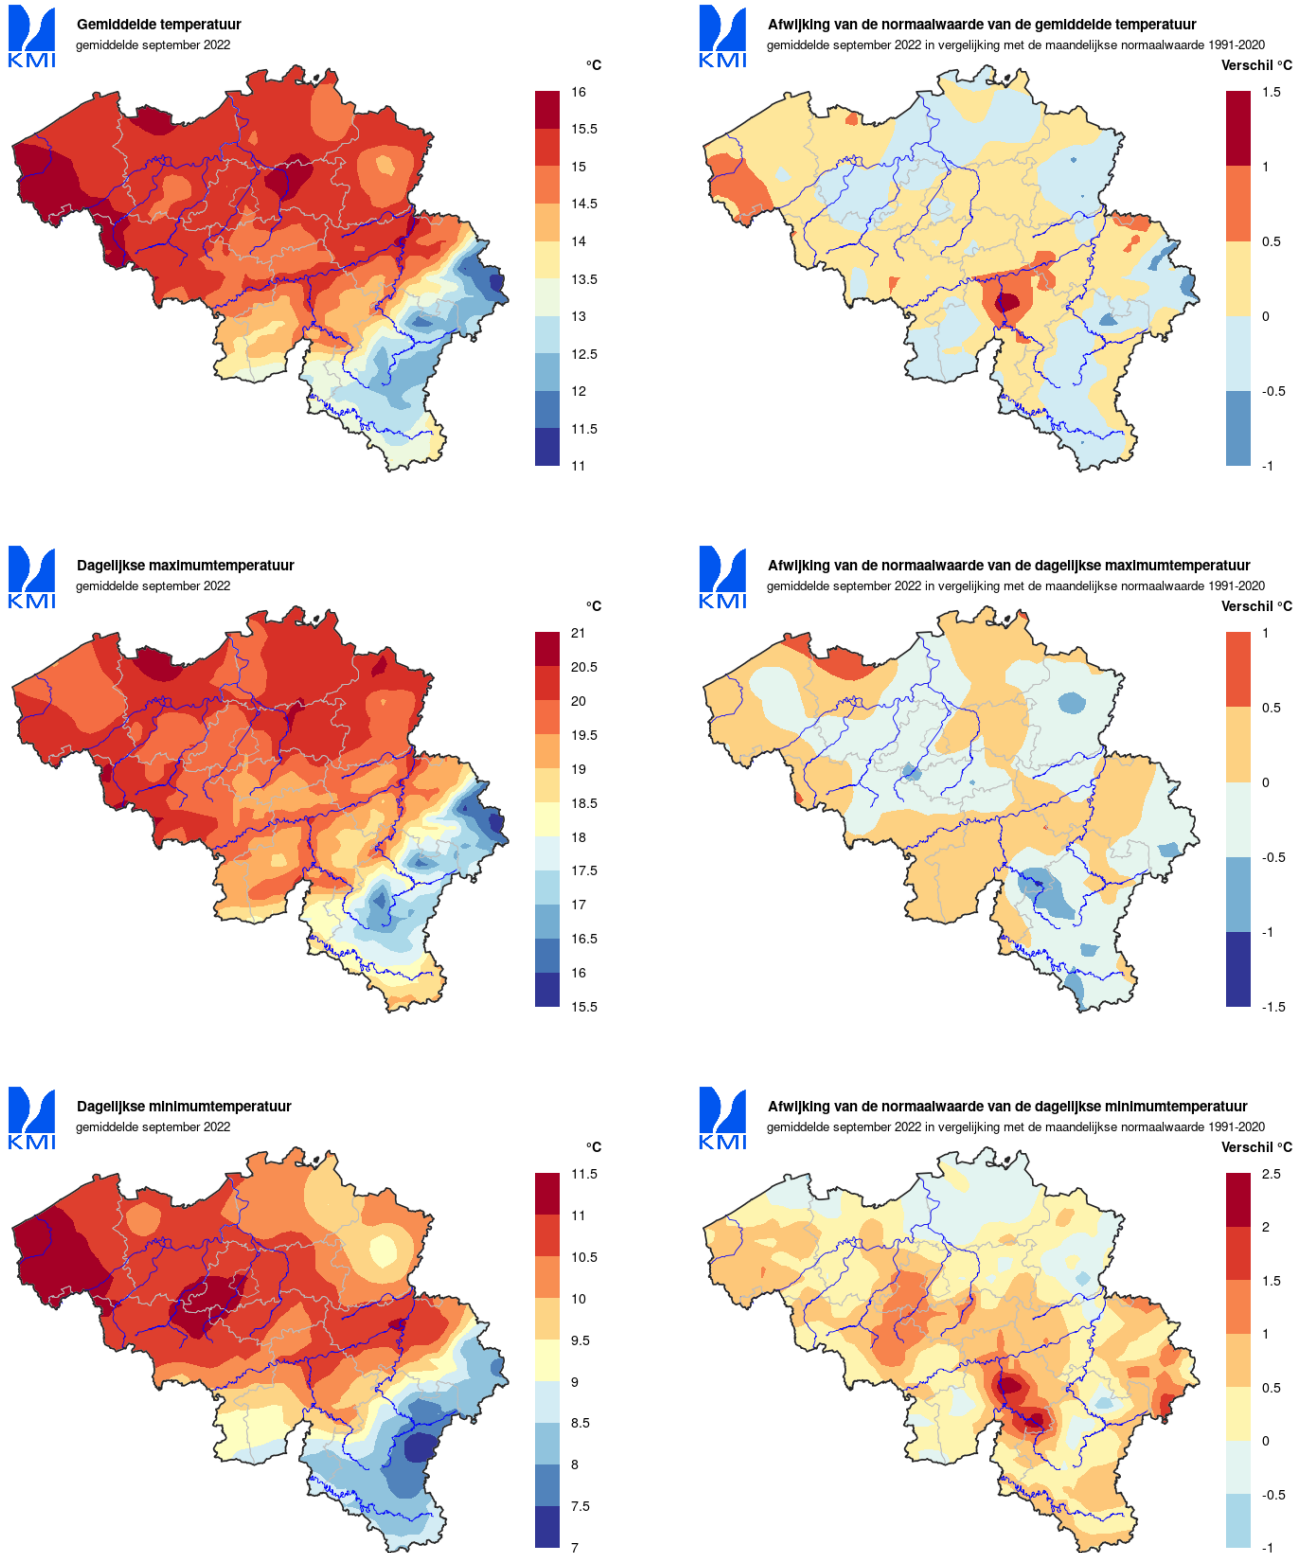 KMI
Gemiddelde temperatuur
gemiddelde september 2022
°C
16
15.5
15
14.5
14
13.5
13
12.5
12
11.5
11
KMI
Afwijking van de normaalwaarde van de gemiddelde temperatuur
gemiddelde september 2022 in vergelijking met de maandelijkse normaalwaarde 1991-2020
Verschil °C
1.5
1
0.5
0
-0.5
-1
KMI
Dagelijkse maximumtemperatuur
gemiddelde september 2022
°C
21
20.5
20
19.5
19
18.5
18
17.5
17
16.5
16
15.5
KMI
Afwijking van de normaalwaarde van de dagelijkse maximumtemperatuur
gemiddelde september 2022 in vergelijking met de maandelijkse normaalwaarde 1991-2020
Verschil °C
1
0.5
0
-0.5
-1
-1.5
KMI
Dagelijkse minimumtemperatuur
gemiddelde september 2022
°C
11.5
11
10.5
10
9.5
9
8.5
8
7.5
7
KMI
Afwijking van de normaalwaarde van de dagelijkse minimumtemperatuur
gemiddelde september 2022 in vergelijking met de maandelijkse normaalwaarde 1991-2020
Verschil °C
2.5
2
1.5
1
0.5
0
-0.5
-1